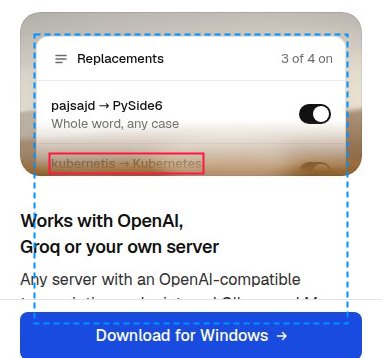 Replacements
3 of 4 on
pajsajd → PySide6
Whole word, any case
kubernetis → Kubernetes
Works with OpenAI,
Groq or your own server
Any server with an OpenAI-compatible
Download for Windows →